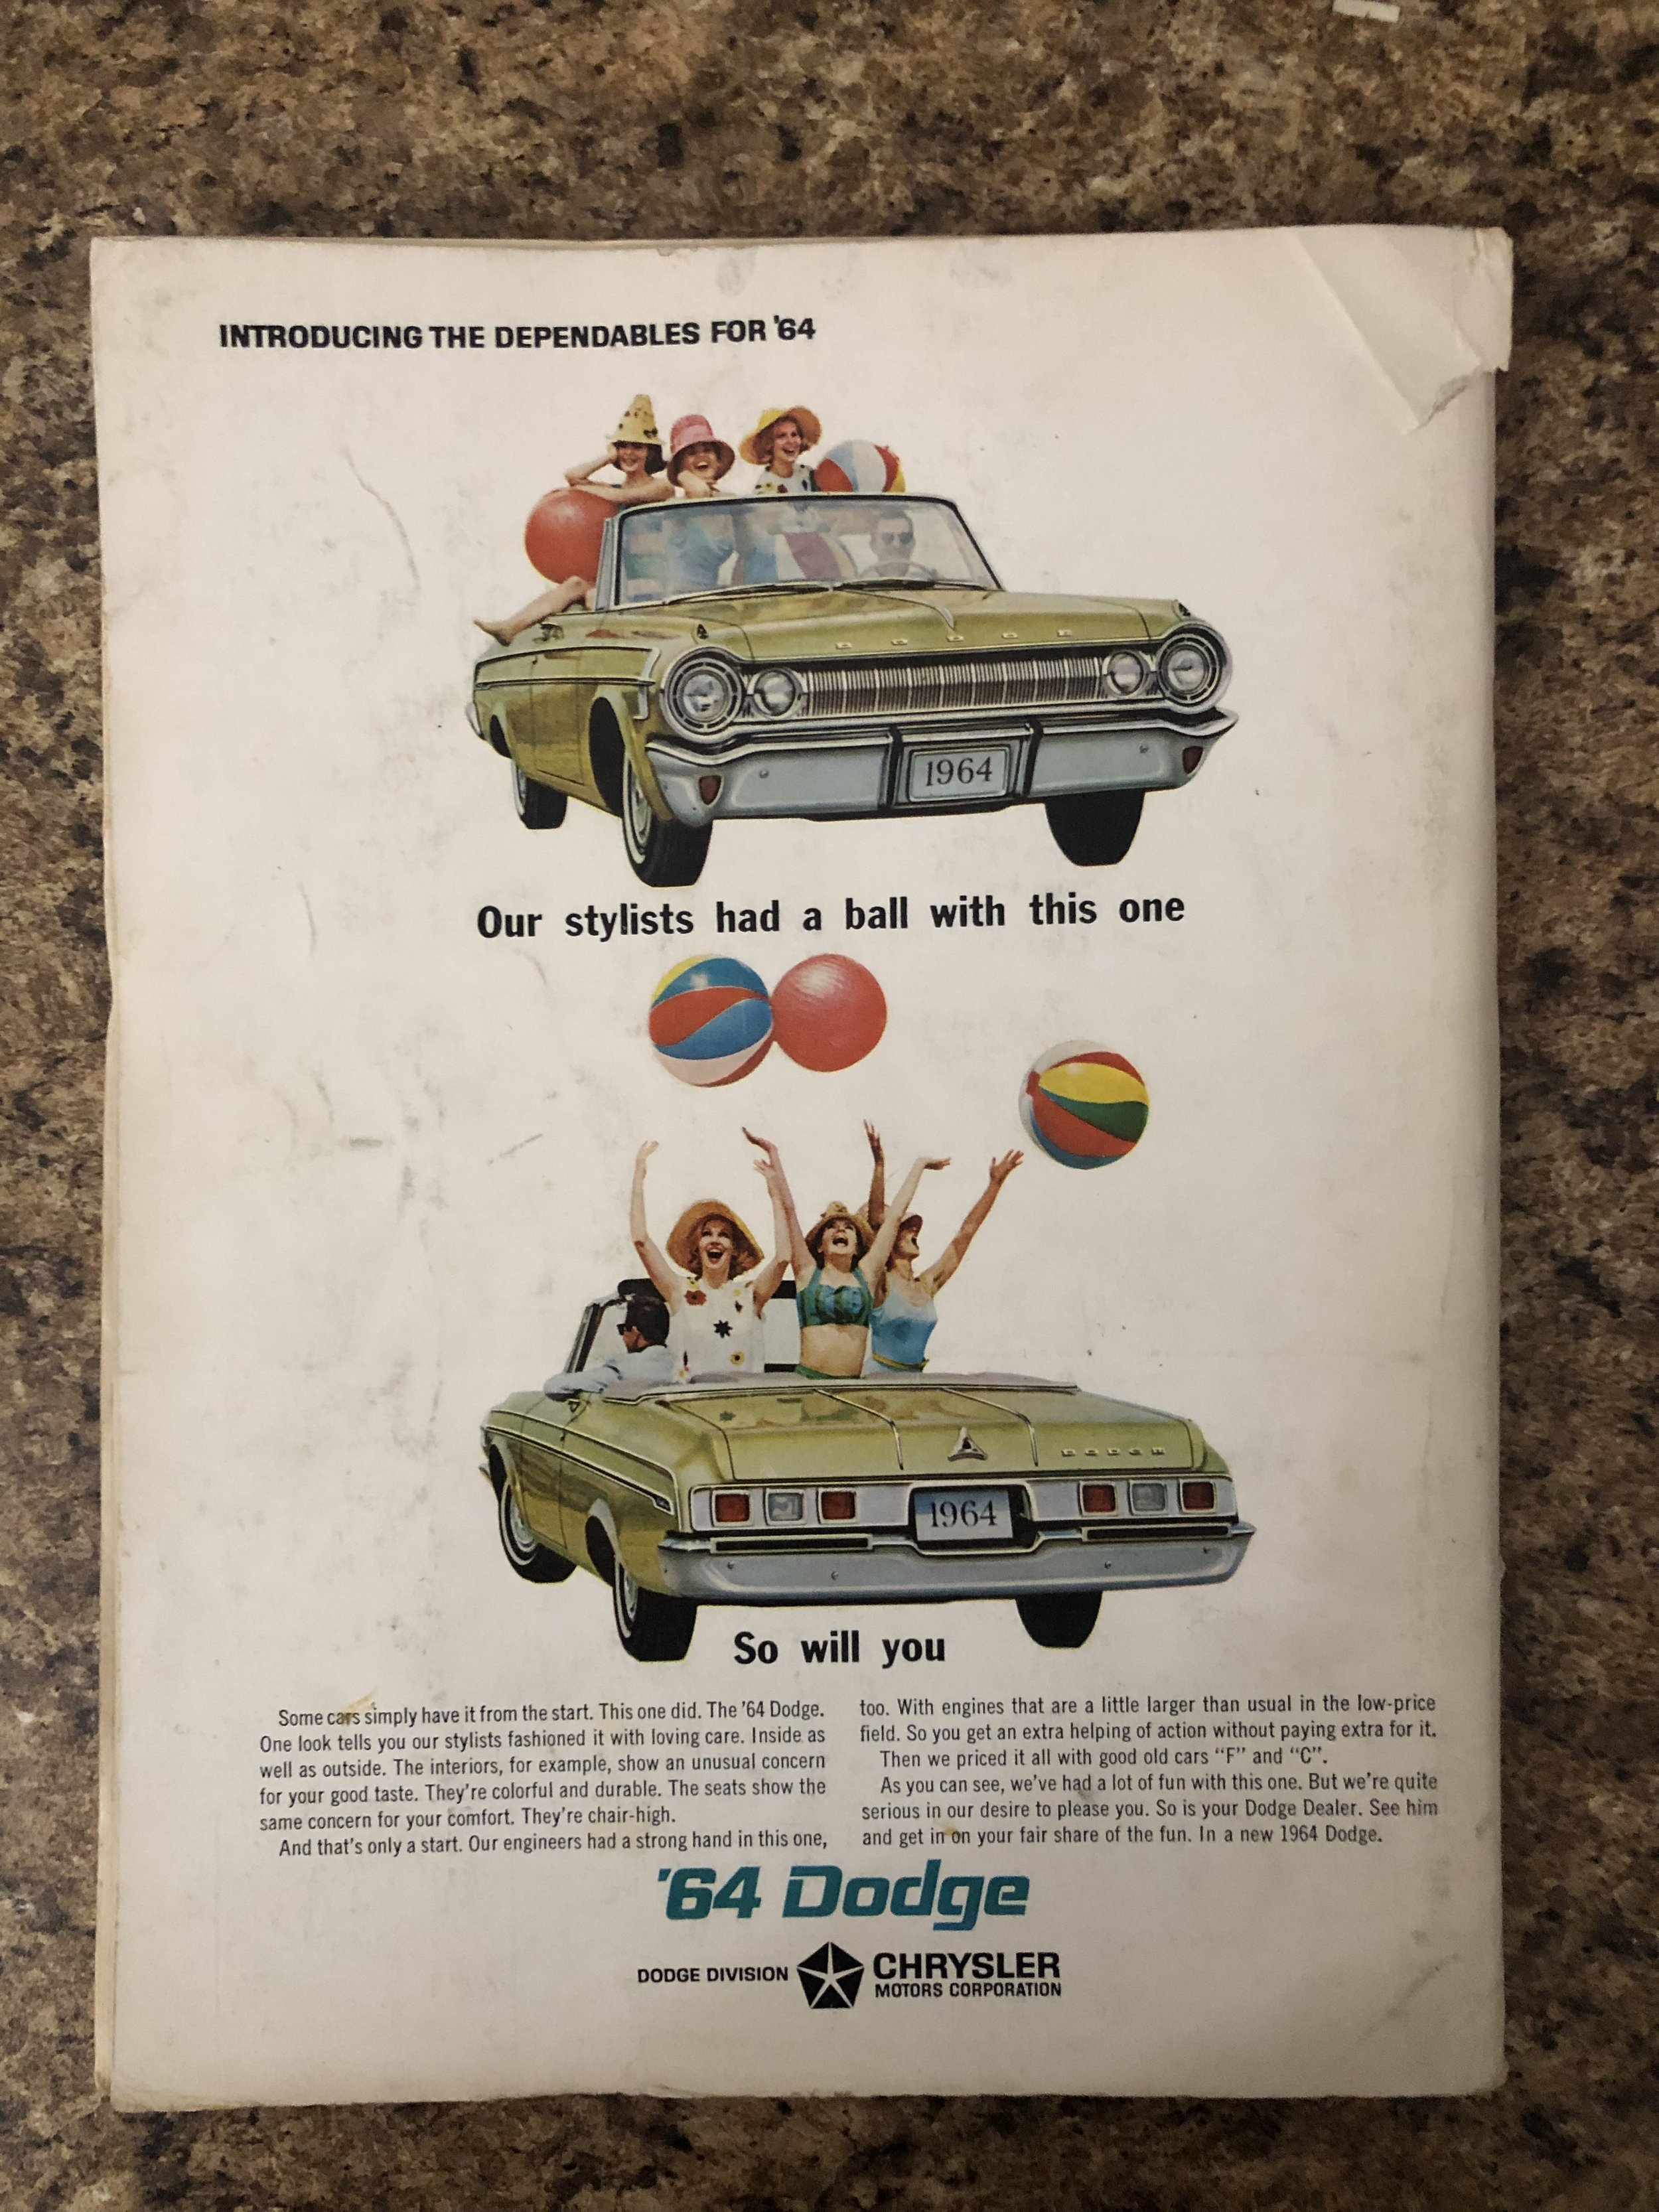 INTRODUCING THE DEPENDABLES FOR '64
DODGE
1964
Our stylists had a ball with this one
DODGE
1964
So will you
Some cars simply have it from the start. This one did. The '64 Dodge.
One look tells you our stylists fashioned it with loving care. Inside as
well as outside. The interiors, for example, show an unusual concern
for your good taste. They're colorful and durable. The seats show the
same concern for your comfort. They're chair-high.
And that's only a start. Our engineers had a strong hand in this one,
too. With engines that are a little larger than usual in the low-price
field. So you get an extra helping of action without paying extra for it.
Then we priced it all with good old cars “F” and “C”.
As you can see, we've had a lot of fun with this one. But we're quite
serious in our desire to please you. So is your Dodge Dealer. See him
and get in on your fair share of the fun. In a new 1964 Dodge.
'64 Dodge
DODGE DIVISION
CHRYSLER
MOTORS CORPORATION